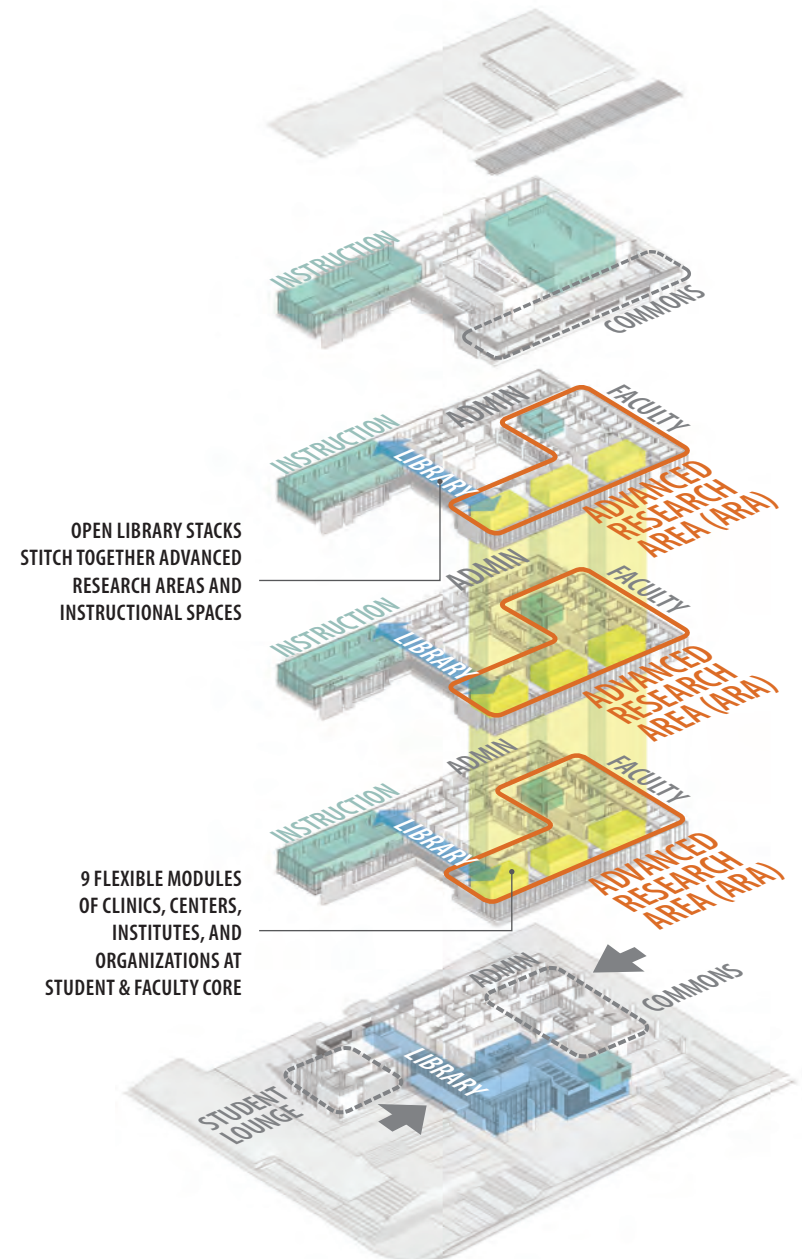 INSTRUCTION
COMMONS
ADMIN
FACULTY
INSTRUCTION
LIBRARY
ADVANCED
RESEARCH
AREA (ARA)
OPEN LIBRARY STACKS
STITCH TOGETHER ADVANCED
RESEARCH AREAS AND
INSTRUCTIONAL SPACES
ADMIN
FACULTY
INSTRUCTION
LIBRARY
ADVANCED
RESEARCH
AREA (ARA)
ADMIN
FACULTY
INSTRUCTION
LIBRARY
ADVANCED
RESEARCH
AREA (ARA)
9 FLEXIBLE MODULES
OF CLINICS, CENTERS,
INSTITUTES, AND
ORGANIZATIONS AT
STUDENT & FACULTY CORE
ADMIN
COMMONS
LIBRARY
STUDENT
LOUNGE